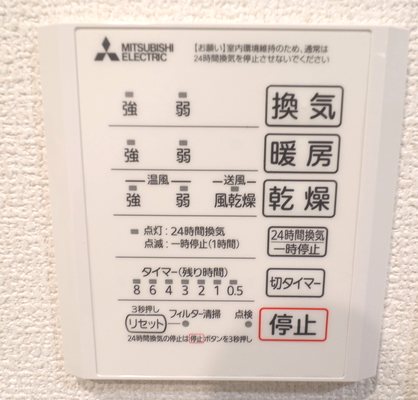 MITSUBISHI
ELECTRIC
【お願い】室内環境維持のため、通常は
24時間換気を停止させないでください
強 弱 換気
強 弱 暖房
温風 送風
強 弱 風乾燥 乾燥
点灯:24時間換気
点滅:一時停止(1時間)
24時間換気
一時停止
タイマー(残り時間)
8 6 4 3 2 1 0.5
切タイマー
3秒押し
リセット フィルター清掃 点検
停止
24時間換気の停止は停止ボタンを3秒押し